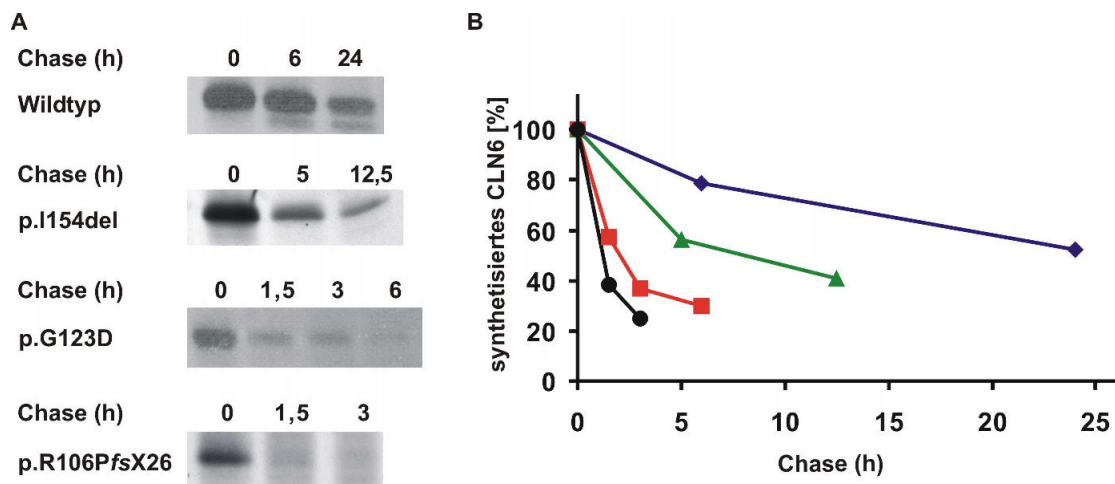 A
Chase (h) 0 6 24
Wildtyp
Chase (h) 0 5 12,5
p.I154del
Chase (h) 0 1,5 3 6
p.G123D
Chase (h) 0 1,5 3
p.R106PfsX26
B
synthetisiertes CLN6 [%]
100
80
60
40
20
0
0 5 10 15 20 25
Chase (h)